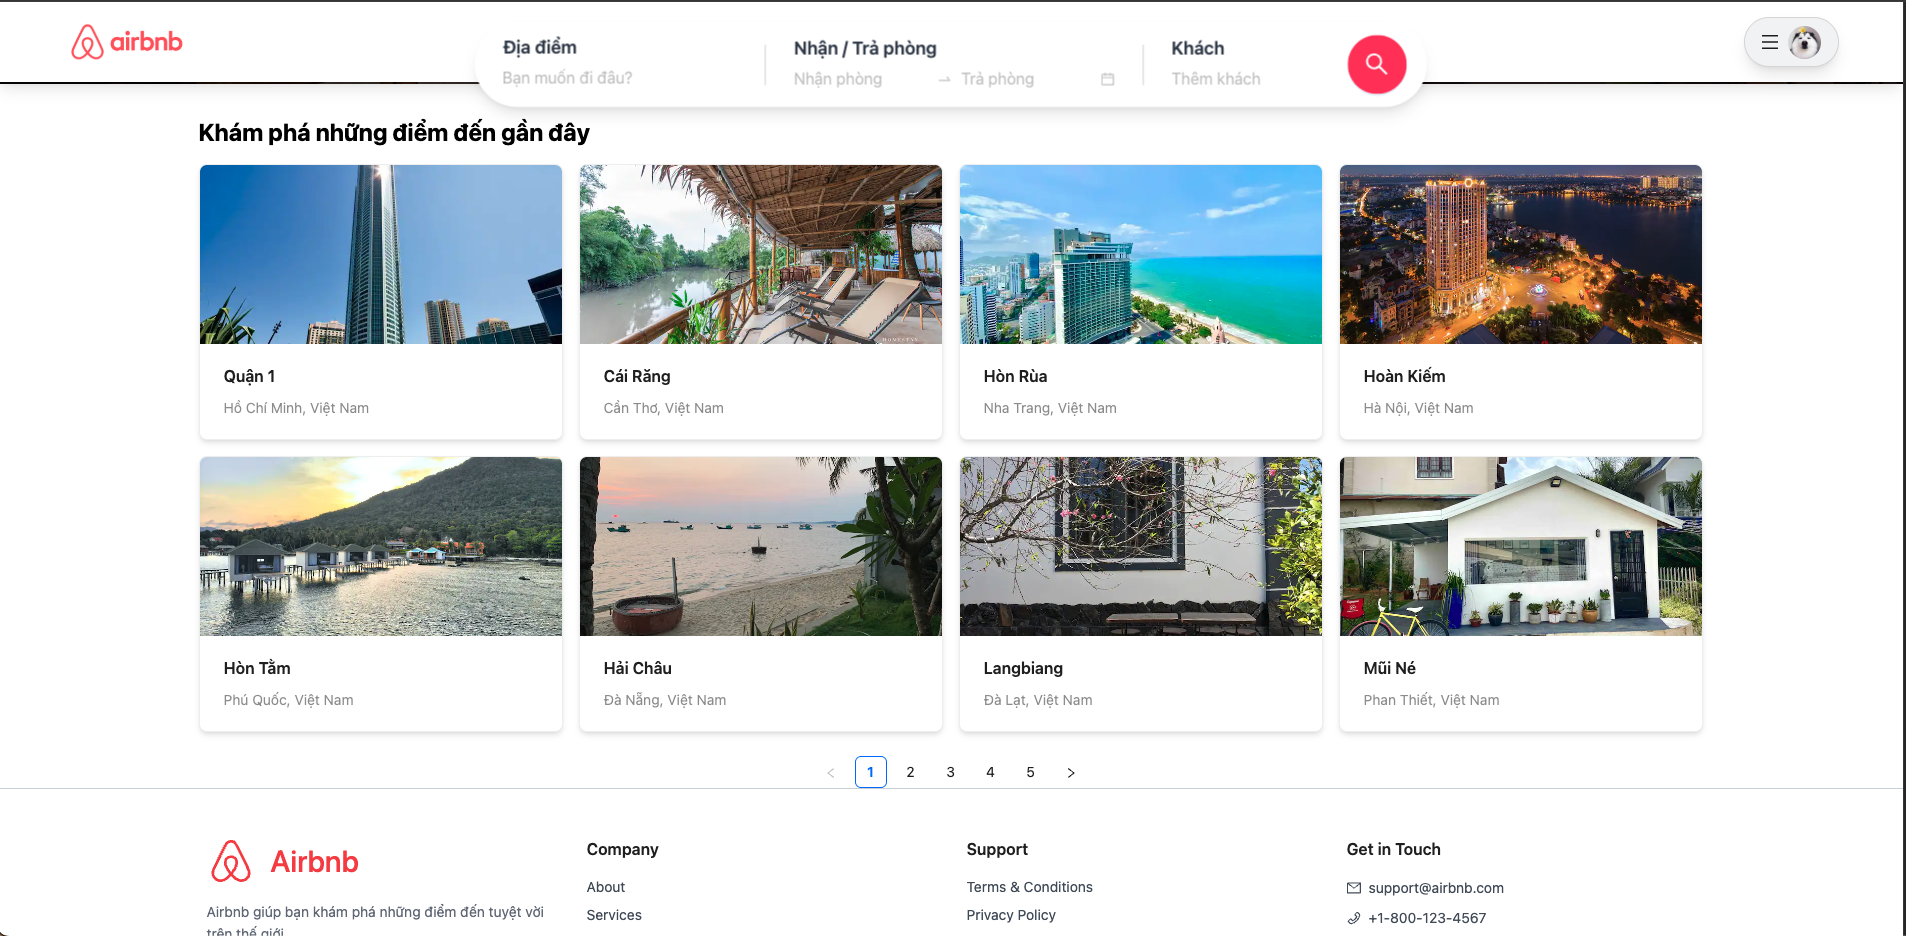 airbnb
Địa điểm
Bạn muốn đi đâu?
Nhận / Trả phòng
Nhận phòng
Trả phòng
Khách
Thêm khách
Khám phá những điểm đến gần đây
Quận 1
Hồ Chí Minh, Việt Nam
Cái Răng
Cần Thơ, Việt Nam
Hòn Rùa
Nha Trang, Việt Nam
Hoàn Kiếm
Hà Nội, Việt Nam
Hòn Tằm
Phú Quốc, Việt Nam
Hải Châu
Đà Nẵng, Việt Nam
Langbiang
Đà Lạt, Việt Nam
Mũi Né
Phan Thiết, Việt Nam
1 2 3 4 5
Airbnb
Airbnb giúp bạn khám phá những điểm đến tuyệt vời
trên thế giới
Company
About
Services
Support
Terms & Conditions
Privacy Policy
Get in Touch
support@airbnb.com
+1-800-123-4567